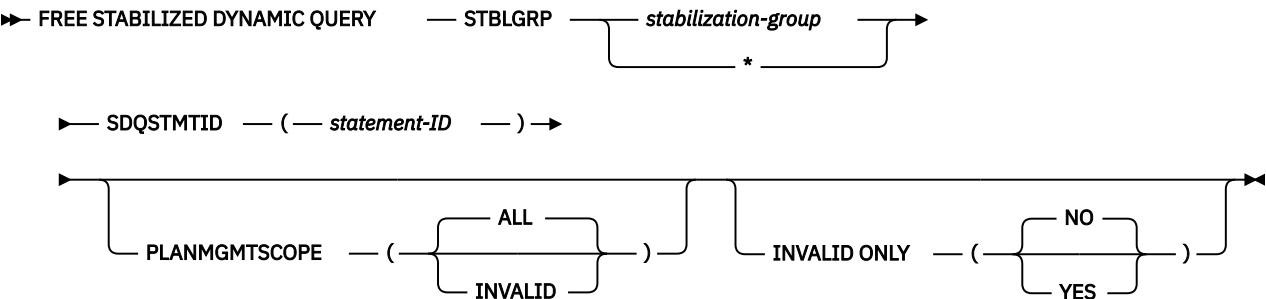 FREE STABILIZED DYNAMIC QUERY STBLGRP stabilization-group
*
SDQSTMTID ( statement-ID )
ALL NO
PLANMGMTSCOPE ( ) INVALID ONLY ( )
INVALID YES